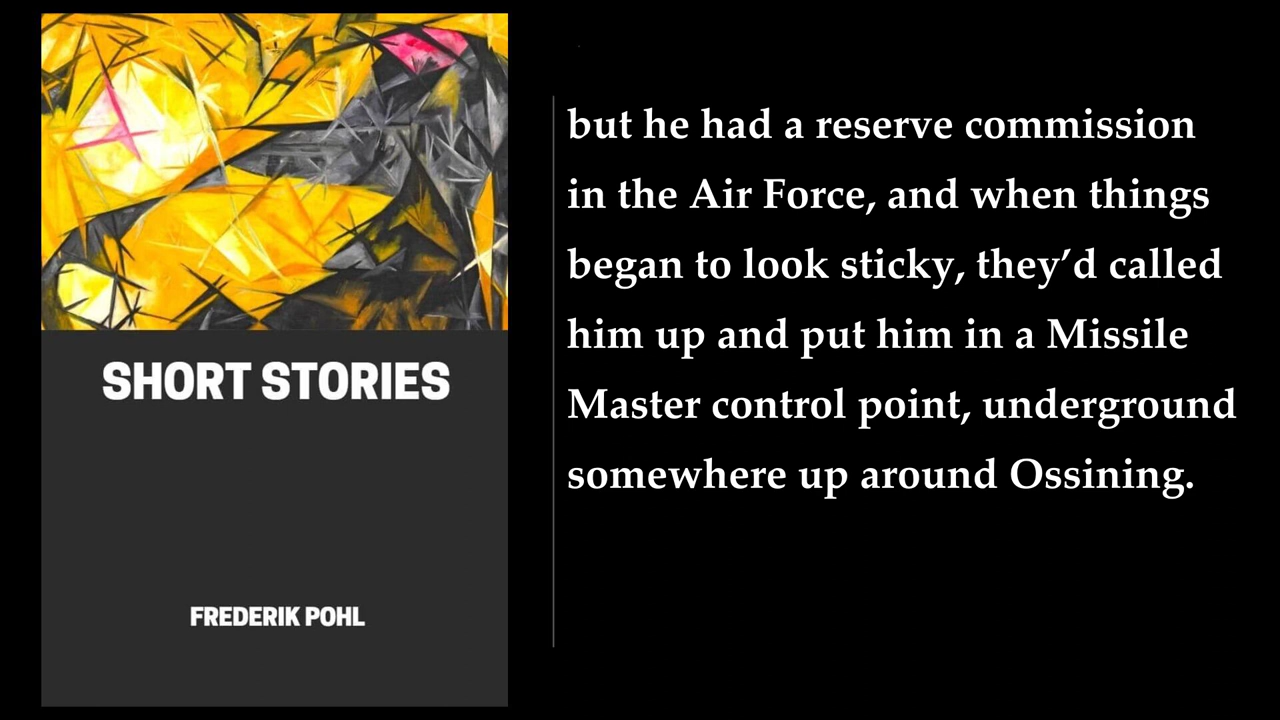 SHORT STORIES
FREDERIK POHL
but he had a reserve commission
in the Air Force, and when things
began to look sticky, they’d called
him up and put him in a Missile
Master control point, underground
somewhere up around Ossining.